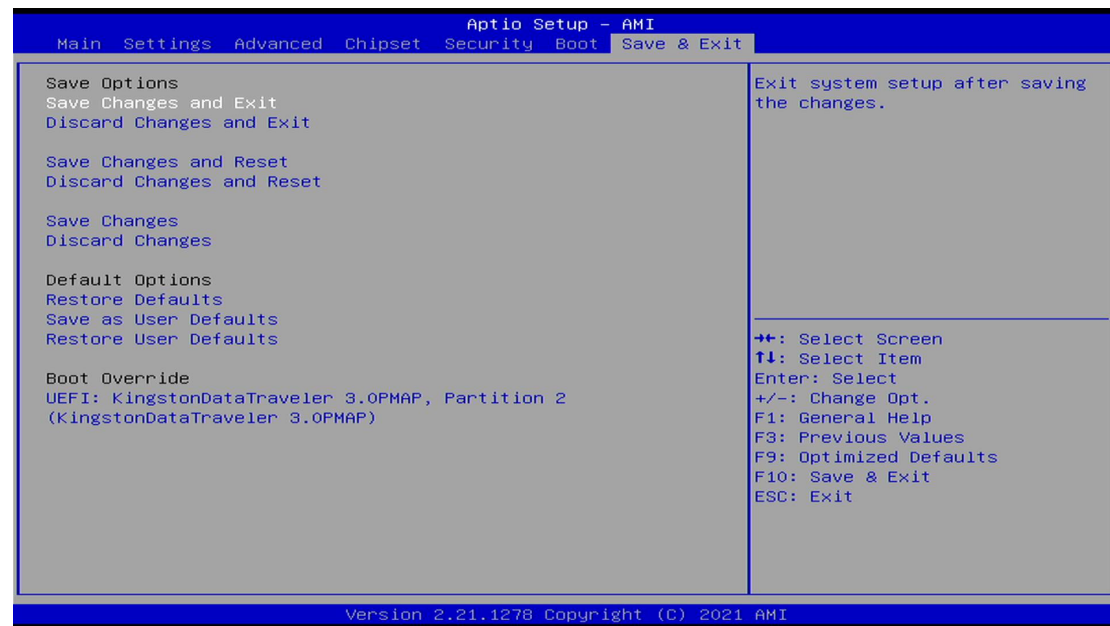 Aptio Setup – AMI
Main Settings Advanced Chipset Security Boot Save & Exit
Save Options
Save Changes and Exit
Discard Changes and Exit
Save Changes and Reset
Discard Changes and Reset
Save Changes
Discard Changes
Default Options
Restore Defaults
Save as User Defaults
Restore User Defaults
Boot Override
UEFI: KingstonDataTraveler 3.0PMAP, Partition 2
(KingstonDataTraveler 3.0PMAP)
Exit system setup after saving
the changes.
→←: Select Screen
↑↓: Select Item
Enter: Select
+/-: Change Opt.
F1: General Help
F3: Previous Values
F9: Optimized Defaults
F10: Save & Exit
ESC: Exit
Version 2.21.1278 Copyright (C) 2021 AMI